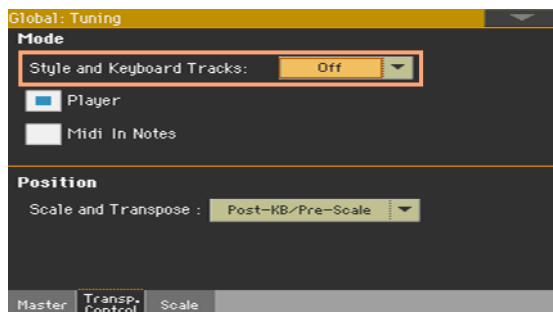 Global: Tuning
Mode
Style and Keyboard Tracks: Off
Player
Midi In Notes
Position
Scale and Transpose : Post-KB/Pre-Scale
Master Transp. Control Scale